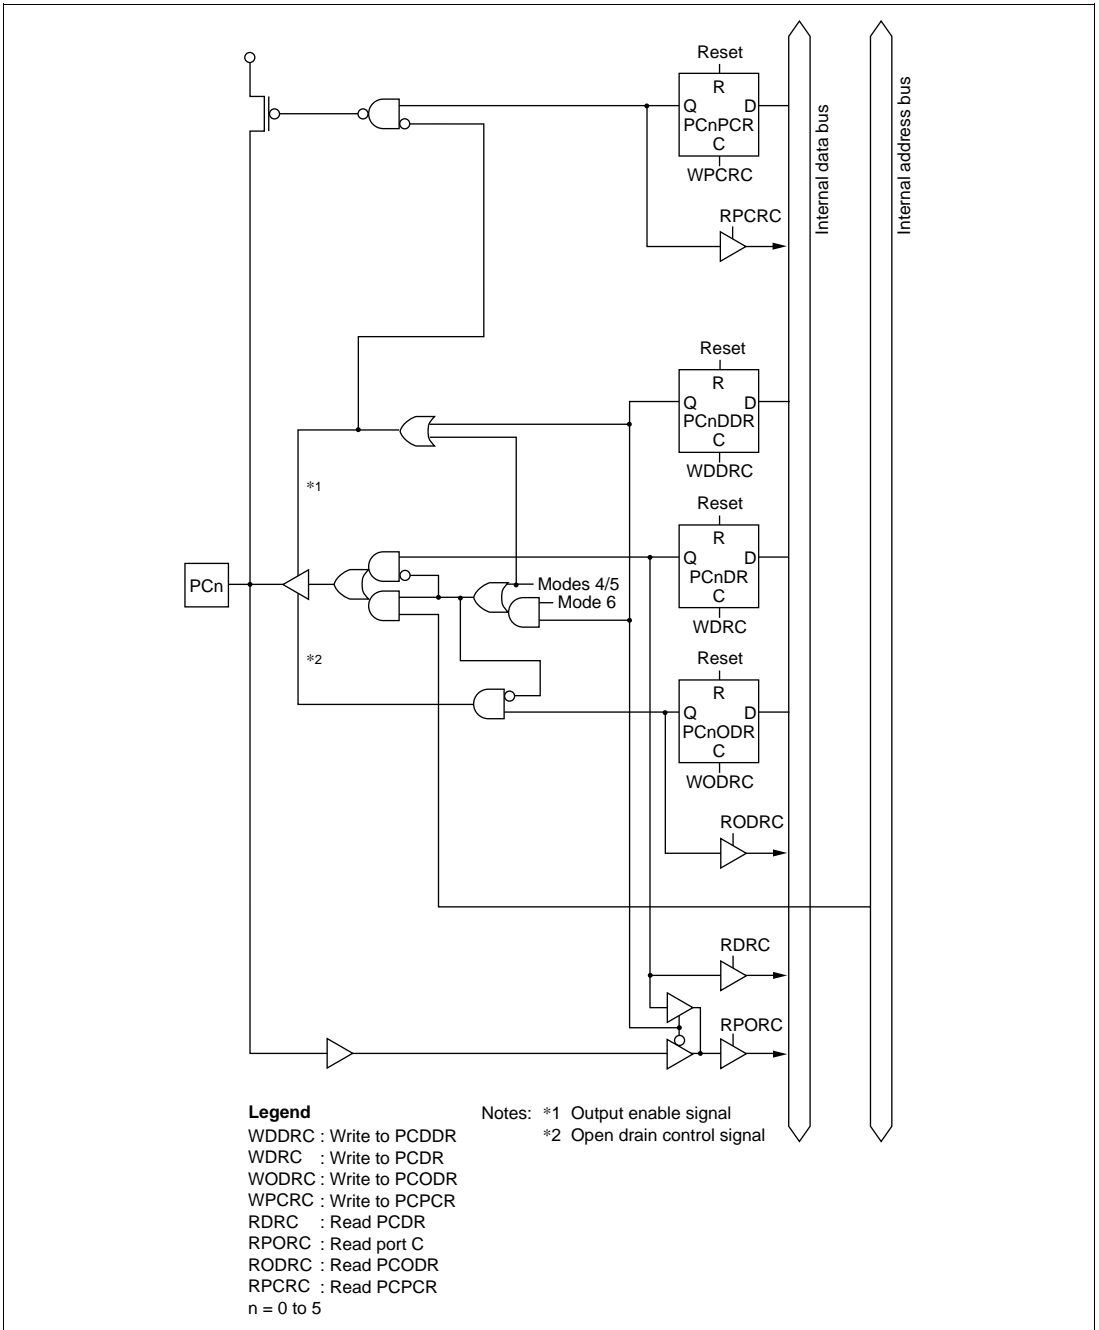 Reset
R
Q D
PCnPCR
C
WPCRC
RPCRC
Internal data bus
Internal address bus
Reset
R
Q D
PCnDDR
C
WDDRC
*1
Reset
R
Q D
PCnDR
C
WDRC
PCn
Modes 4/5
Mode 6
*2
Reset
R
Q D
PCnODR
C
WODRC
RODRC
RDRC
RPORC
Legend
WDDRC : Write to PCDDR
WDRC : Write to PCDR
WODRC : Write to PCODR
WPCRC : Write to PCPCR
RDRC : Read PCDR
RPORC : Read port C
RODRC : Read PCODR
RPCRC : Read PCPCR
n = 0 to 5
Notes: *1 Output enable signal
*2 Open drain control signal